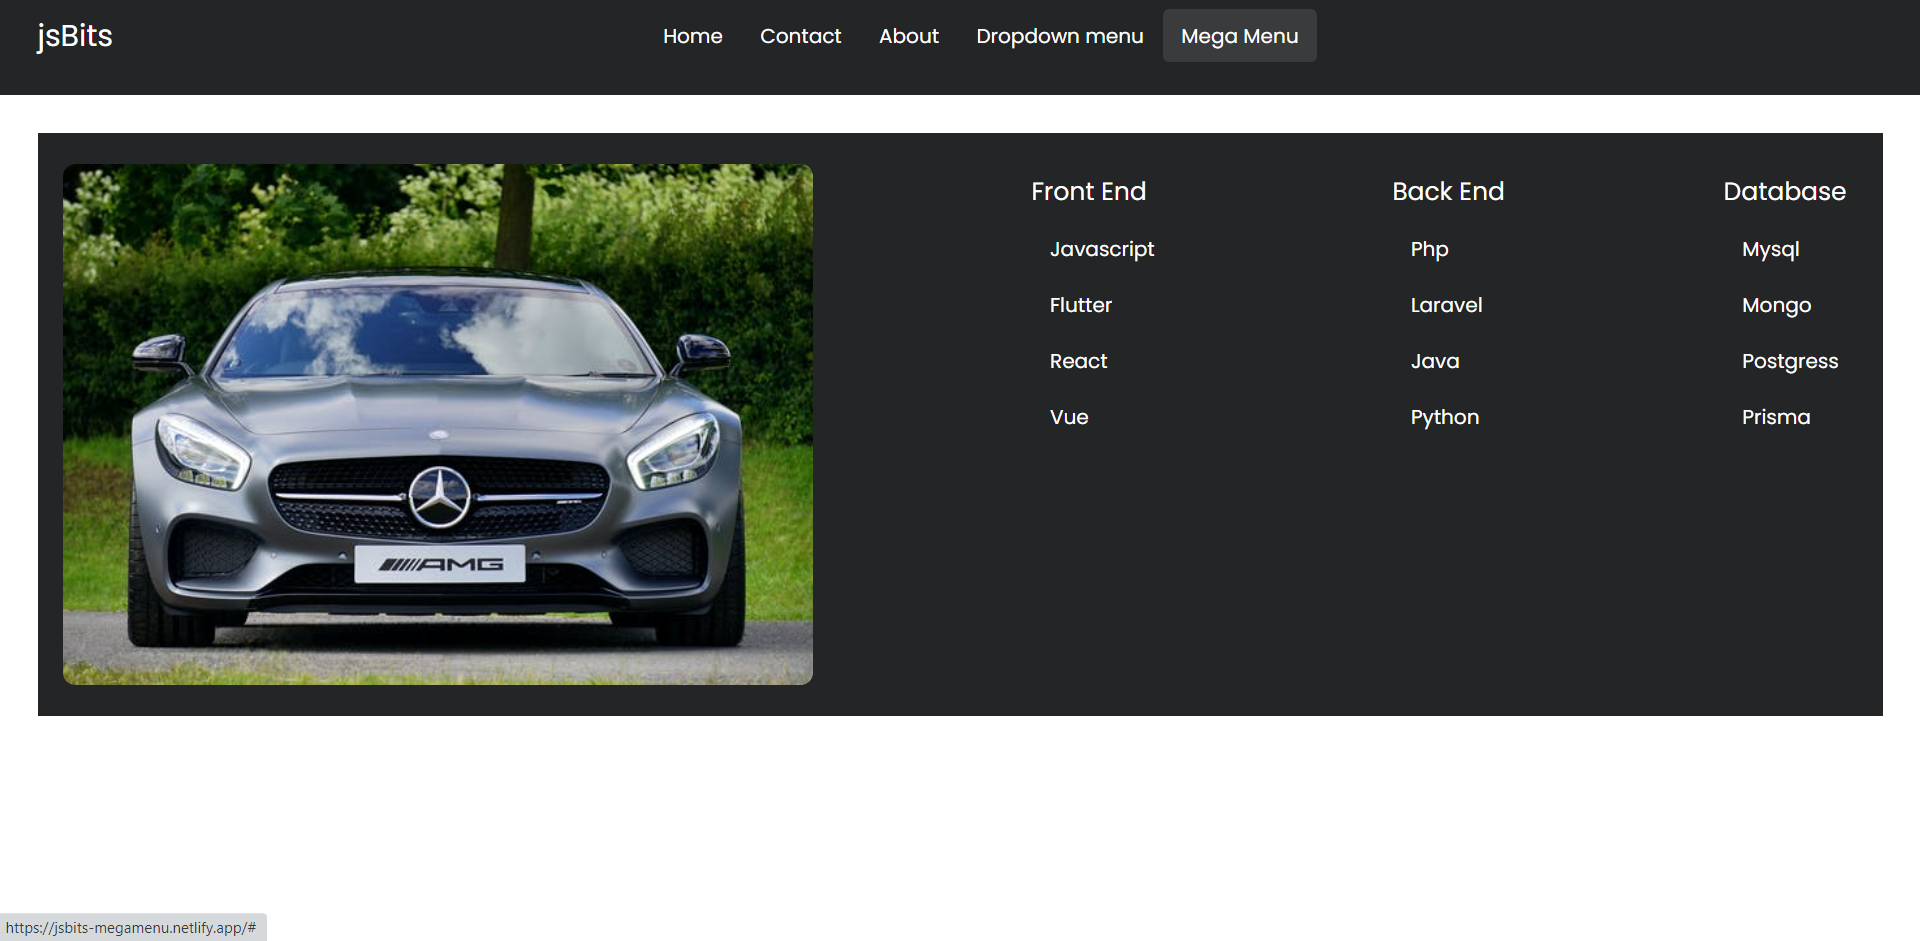 jsBits
Home Contact About Dropdown menu Mega Menu
Front End
Javascript
Flutter
React
Vue
Back End
Php
Laravel
Java
Python
Database
Mysql
Mongo
Postgress
Prisma
AMG
https://jsbits-megamenu.netlify.app/#